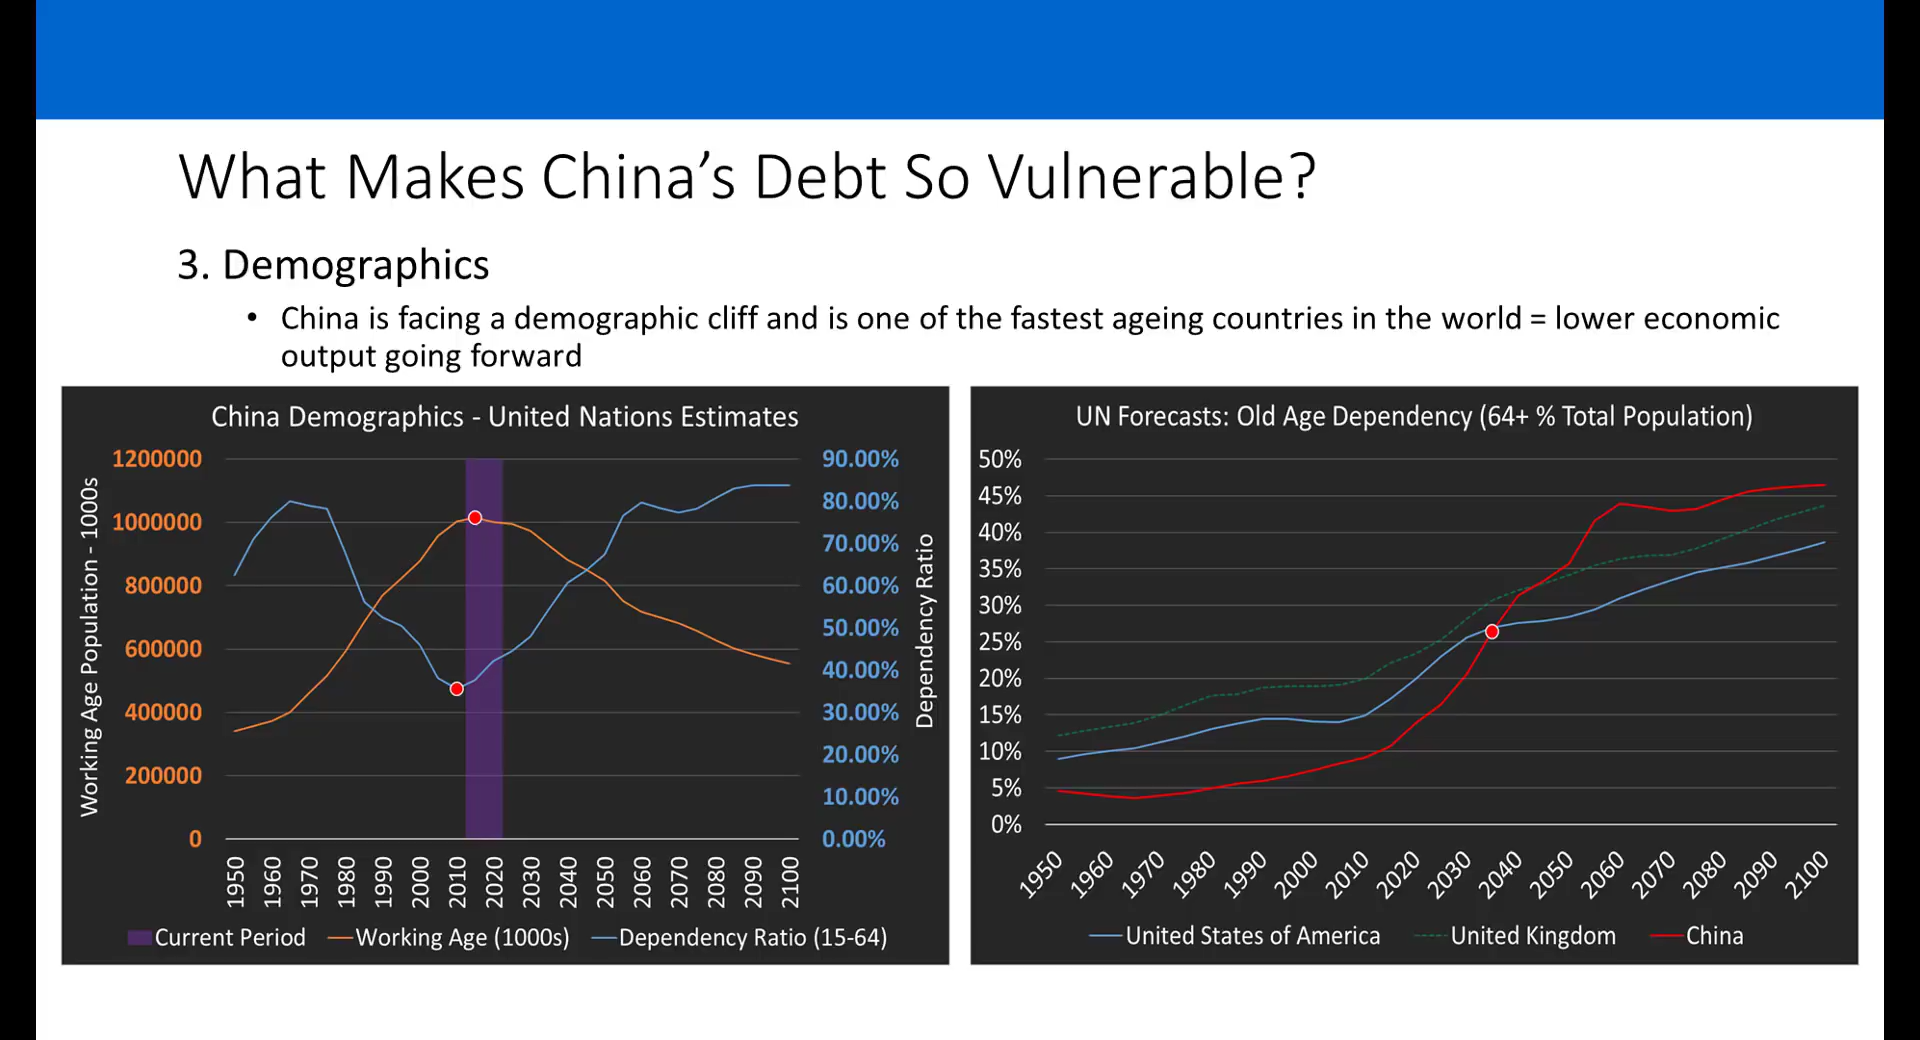 What Makes China's Debt So Vulnerable?
3. Demographics
• China is facing a demographic cliff and is one of the fastest ageing countries in the world = lower economic
output going forward
China Demographics - United Nations Estimates
Working Age Population - 1000s
1200000
1000000
800000
600000
400000
200000
0
90.00%
80.00%
70.00%
60.00%
50.00%
40.00%
30.00%
20.00%
10.00%
0.00%
Dependency Ratio
1950 1960 1970 1980 1990 2000 2010 2020 2030 2040 2050 2060 2070 2080 2090 2100
Current Period Working Age (1000s) Dependency Ratio (15-64)
UN Forecasts: Old Age Dependency (64+ % Total Population)
50%
45%
40%
35%
30%
25%
20%
15%
10%
5%
0%
1950 1960 1970 1980 1990 2000 2010 2020 2030 2040 2050 2060 2070 2080 2090 2100
United States of America United Kingdom China